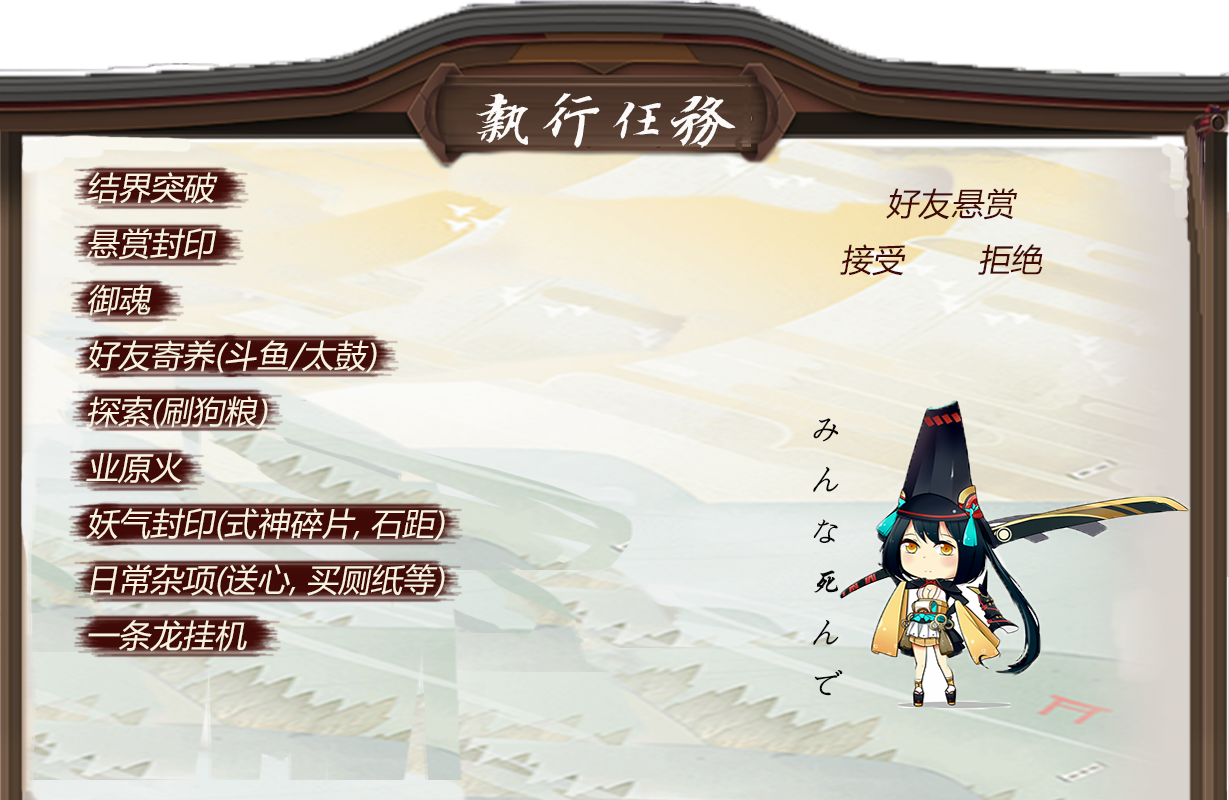 執行任務
结界突破
悬赏封印
御魂
好友寄养(斗鱼/太鼓)
探索(刷狗粮)
业原火
妖气封印(式神碎片, 石距)
日常杂项(送心, 买厕纸等)
一条龙挂机
好友悬赏
接受 拒绝
みんな死んで